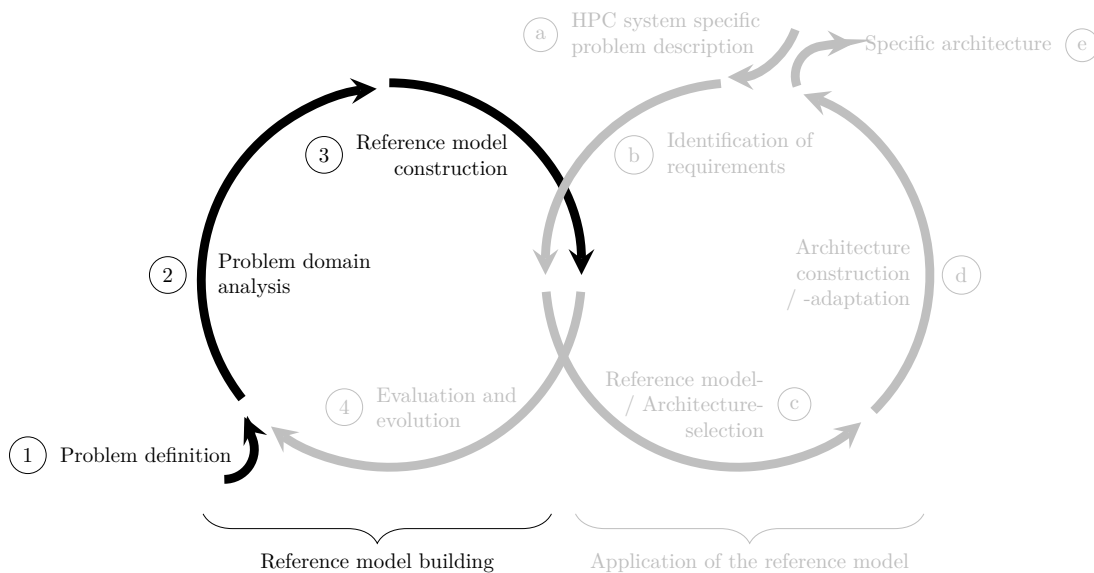 a
HPC system specific
problem description
Specific architecture
e
3
Reference model
construction
b
Identification of
requirements
2
Problem domain
analysis
Architecture
construction
/ -adaptation
d
4
Evaluation and
evolution
Reference model-
/ Architecture-
selection
c
1
Problem definition
Reference model building
Application of the reference model